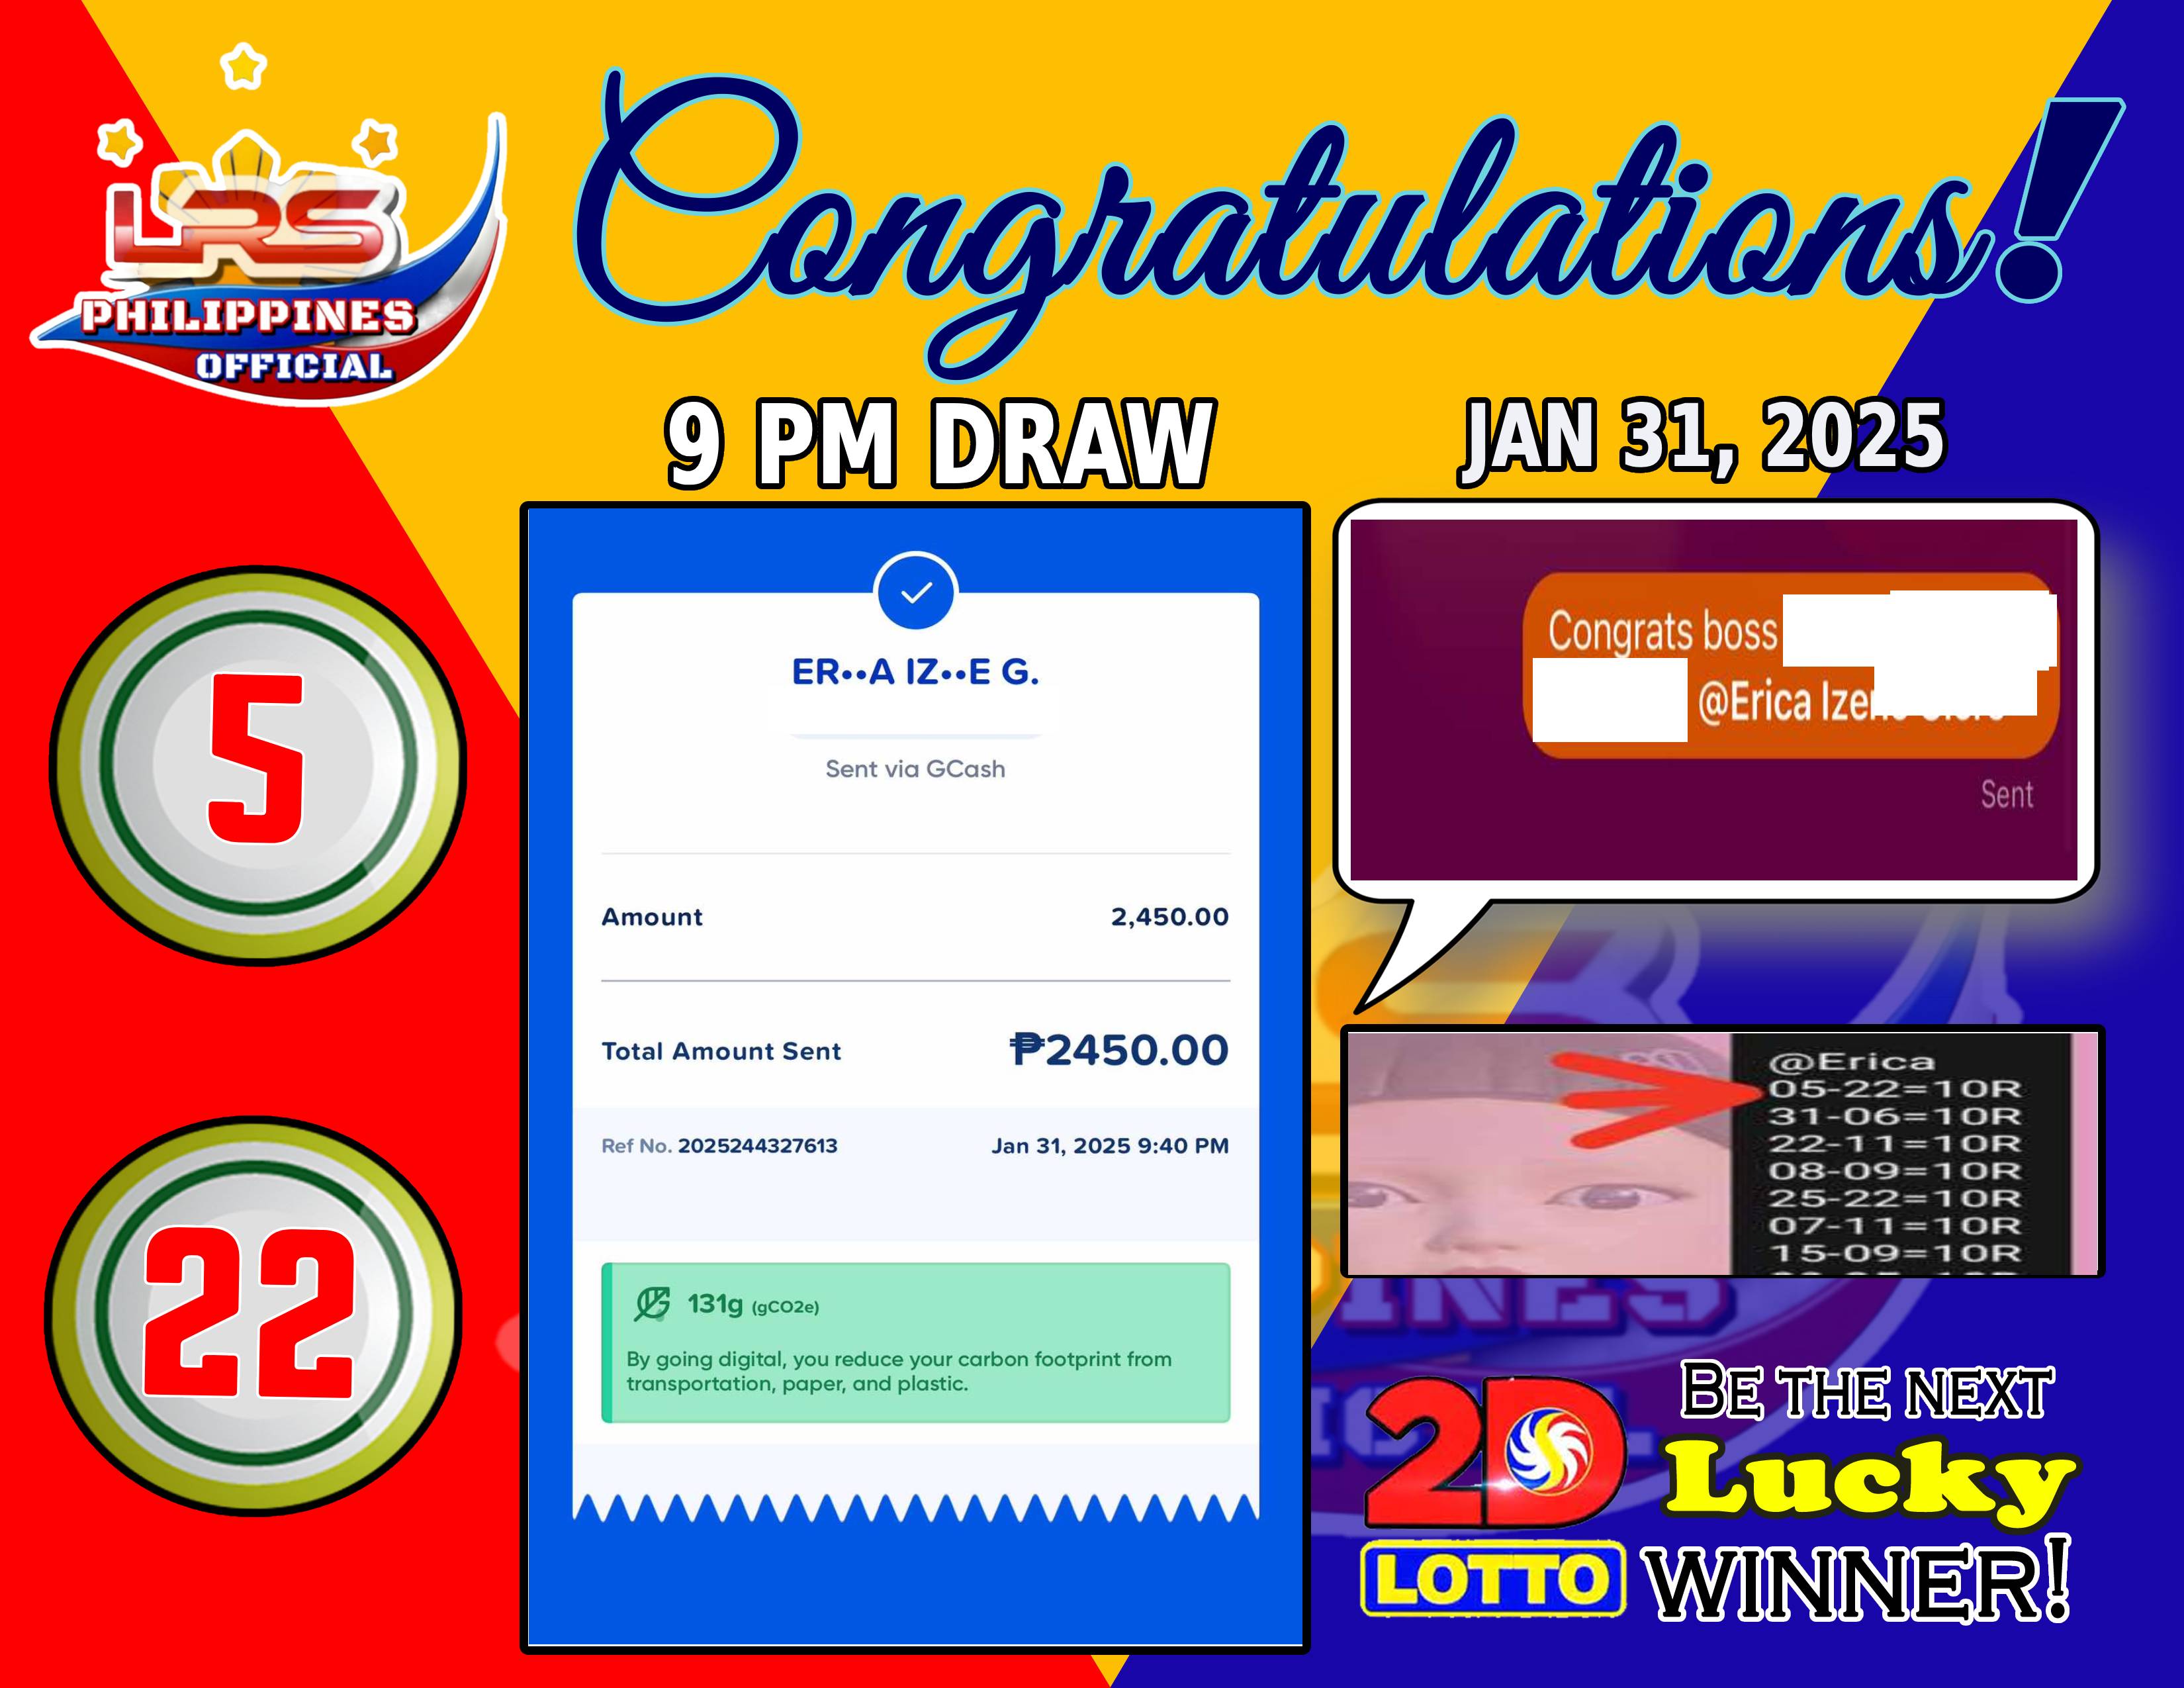 LRS
PHILIPPINES
OFFICIAL
Congratulations!
9 PM DRAW
JAN 31, 2025
5
22
ER••A IZ••E G.
Sent via GCash
Amount 2,450.00
Total Amount Sent ₱2450.00
Ref No. 2025244327613 Jan 31, 2025 9:40 PM
131g (gCO2e)
By going digital, you reduce your carbon footprint from
transportation, paper, and plastic.
Congrats boss
@Erica
Sent
@Erica
05-22=10R
31-06=10R
22-11=10R
08-09=10R
25-22=10R
07-11=10R
15-09=10R
2D
LOTTO
BE THE NEXT
Lucky
WINNER!